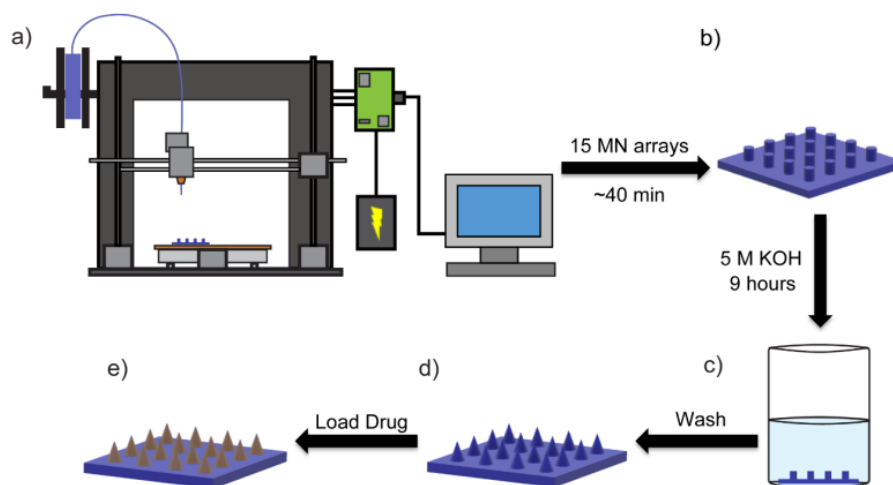 a)
b)
15 MN arrays
~40 min
5 M KOH
9 hours
c)
Wash
d)
Load Drug
e)